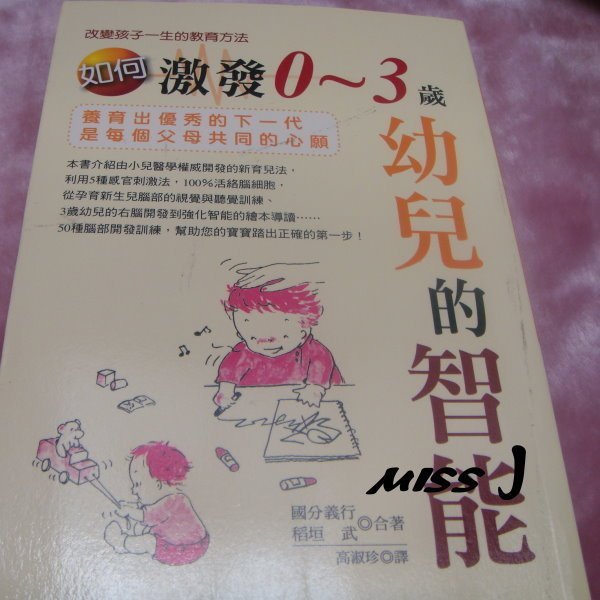 改變孩子一生的教育方法
如何激發0～3歲
幼兒的智能
養育出優秀的下一代
是每個父母共同的心願
本書介紹由小兒醫學權威開發的新育兒法，
利用5種感官刺激法，100%活絡腦細胞，
從孕育新生兒腦部的視覺與聽覺訓練、
3歲幼兒的右腦開發到強化智能的繪本導讀……
50種腦部開發訓練，幫助您的寶寶踏出正確的第一步！
MISS J
國分義行
稻垣　武◎合著
高淑珍◎譯